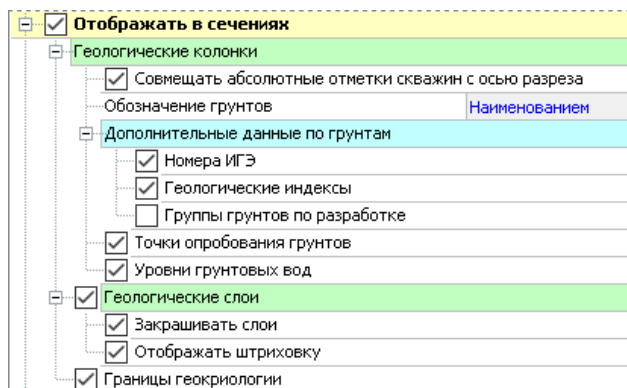 Отображать в сечениях
Геологические колонки
Совмещать абсолютные отметки скважин с осью разреза
Обозначение грунтов Наименованием
Дополнительные данные по грунтам
Номера ИГЭ
Геологические индексы
Группы грунтов по разработке
Точки опробования грунтов
Уровни грунтовых вод
Геологические слои
Закрашивать слои
Отображать штриховку
Границы геокриологии